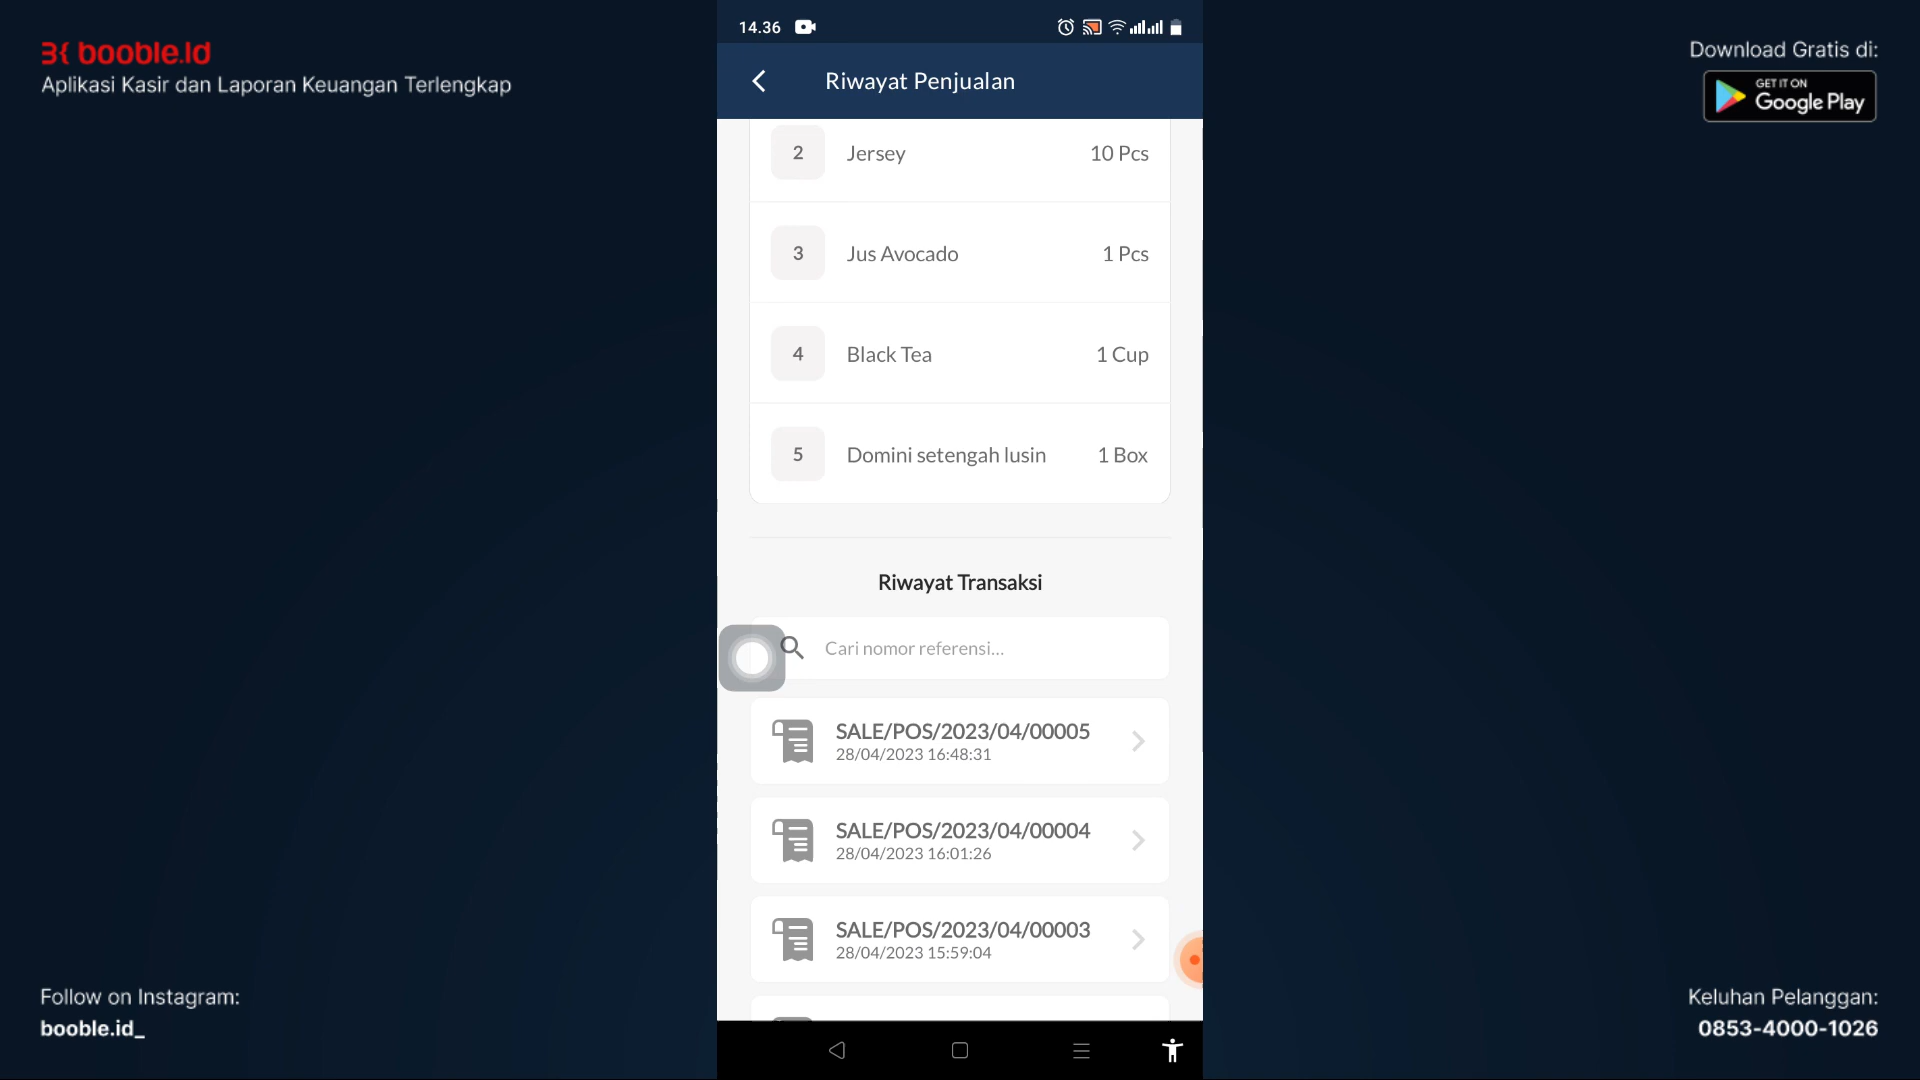 booble.Id
Aplikasi Kasir dan Laporan Keuangan Terlengkap
Download Gratis di:
GET IT ON
Google Play
14.36
Riwayat Penjualan
2 Jersey 10 Pcs
3 Jus Avocado 1 Pcs
4 Black Tea 1 Cup
5 Domini setengah lusin 1 Box
Riwayat Transaksi
Cari nomor referensi...
SALE/POS/2023/04/00005
28/04/2023 16:48:31
SALE/POS/2023/04/00004
28/04/2023 16:01:26
SALE/POS/2023/04/00003
28/04/2023 15:59:04
Follow on Instagram:
booble.id_
Keluhan Pelanggan:
0853-4000-1026